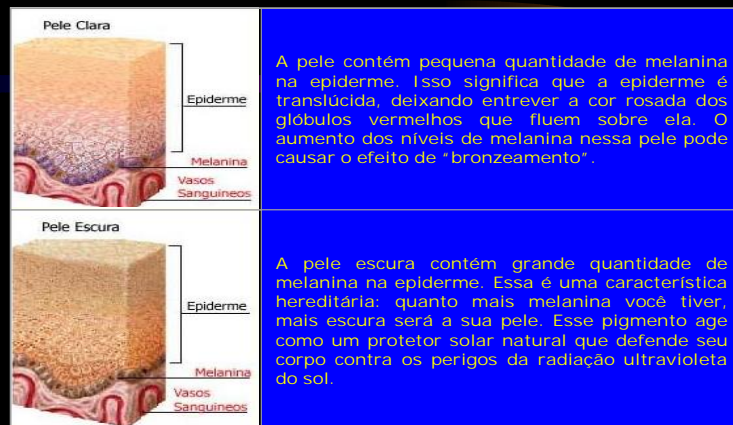 Pele Clara
Epiderme
Melanina
Vasos
Sanguineos
A pele contém pequena quantidade de melanina
na epiderme. Isso significa que a epiderme é
translúcida, deixando entrever a cor rosada dos
glóbulos vermelhos que fluem sobre ela. O
aumento dos níveis de melanina nessa pele pode
causar o efeito de "bronzeamento".
Pele Escura
Epiderme
Melanina
Vasos
Sanguineos
A pele escura contém grande quantidade de
melanina na epiderme. Essa é uma característica
hereditária: quanto mais melanina você tiver,
mais escura será a sua pele. Esse pigmento age
como um protetor solar natural que defende seu
corpo contra os perigos da radiação ultravioleta
do sol.